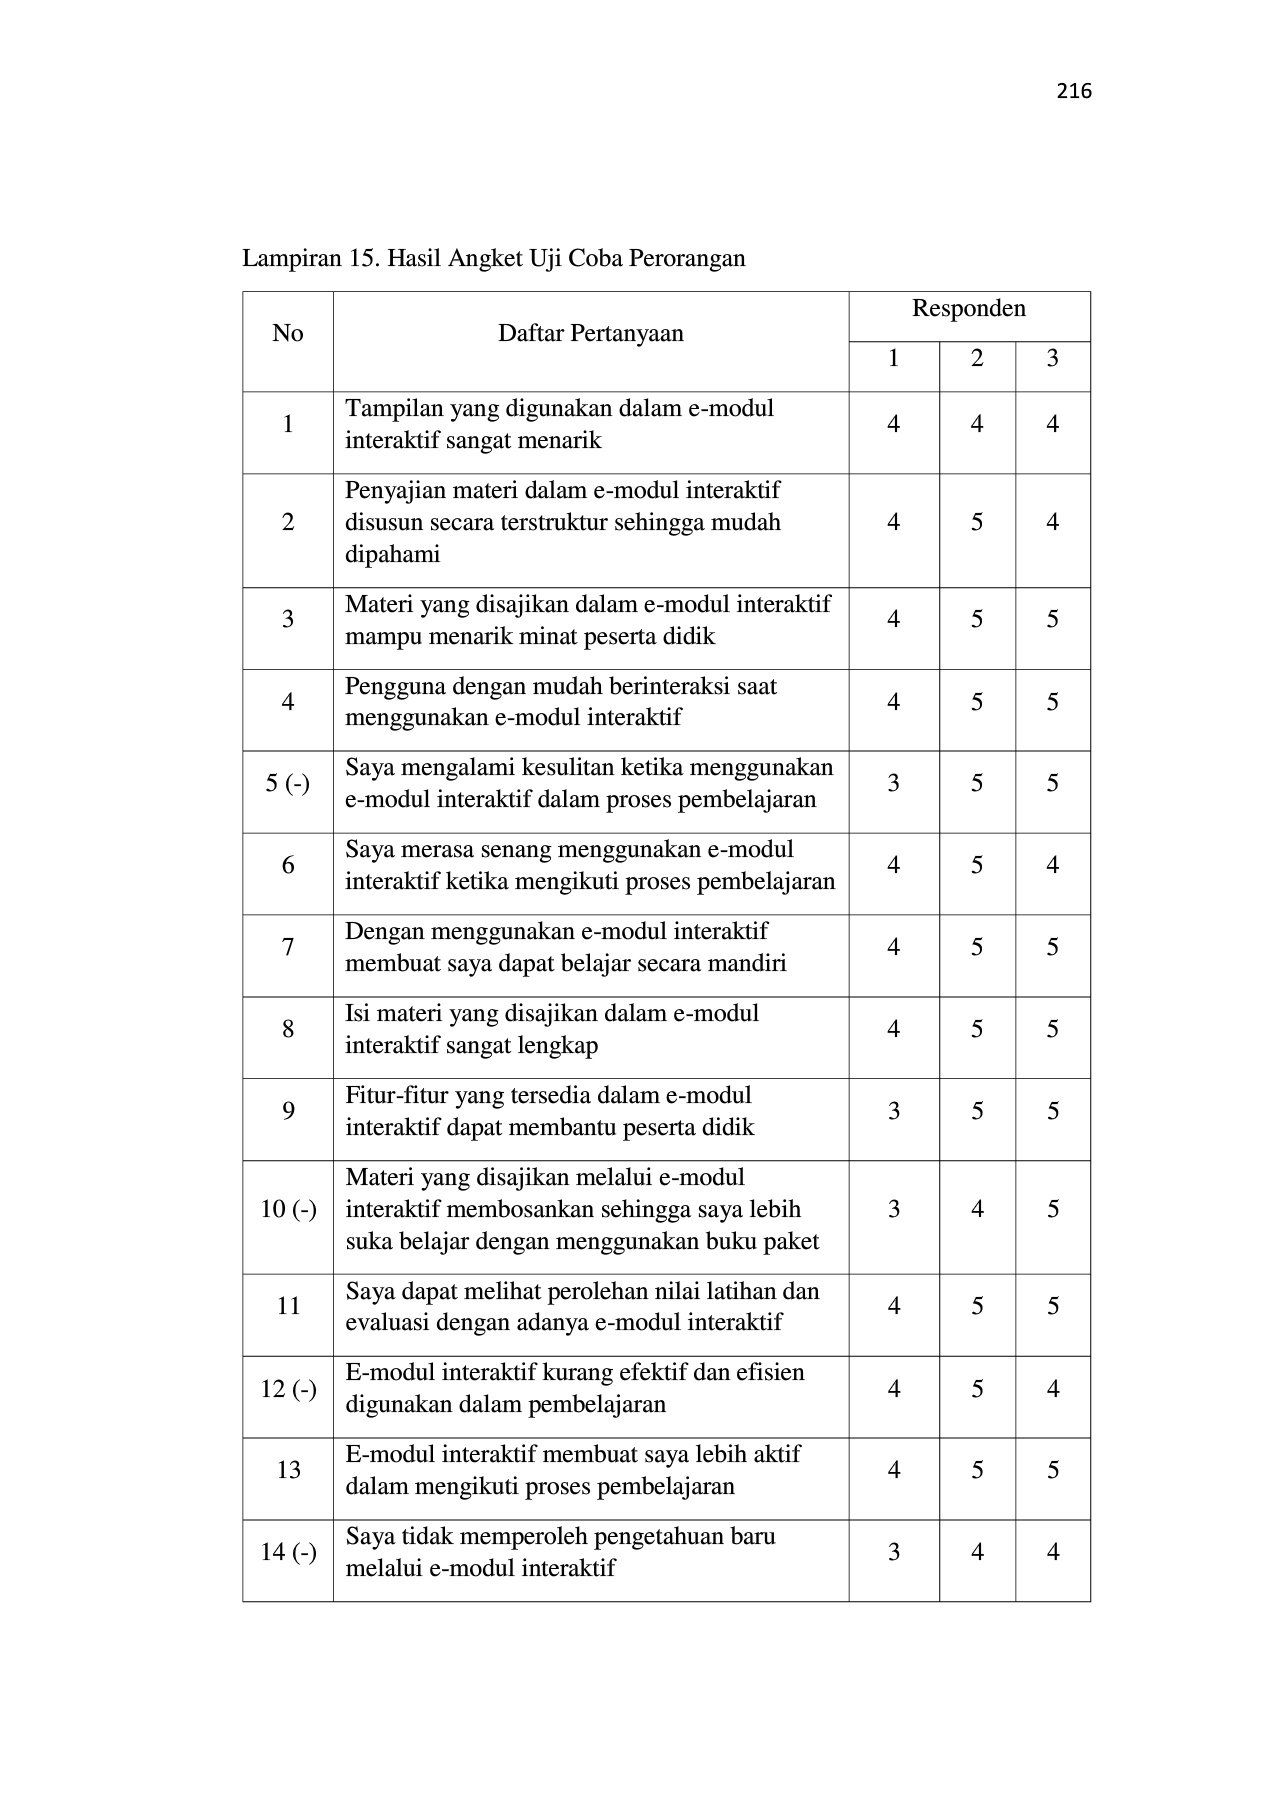 216
Lampiran 15. Hasil Angket Uji Coba Perorangan
No Daftar Pertanyaan Responden
1 2 3
1 Tampilan yang digunakan dalam e-modul
interaktif sangat menarik 4 4 4
2 Penyajian materi dalam e-modul interaktif
disusun secara terstruktur sehingga mudah
dipahami 4 5 4
3 Materi yang disajikan dalam e-modul interaktif
mampu menarik minat peserta didik 4 5 5
4 Pengguna dengan mudah berinteraksi saat
menggunakan e-modul interaktif 4 5 5
5 (-) Saya mengalami kesulitan ketika menggunakan
e-modul interaktif dalam proses pembelajaran 3 5 5
6 Saya merasa senang menggunakan e-modul
interaktif ketika mengikuti proses pembelajaran 4 5 4
7 Dengan menggunakan e-modul interaktif
membuat saya dapat belajar secara mandiri 4 5 5
8 Isi materi yang disajikan dalam e-modul
interaktif sangat lengkap 4 5 5
9 Fitur-fitur yang tersedia dalam e-modul
interaktif dapat membantu peserta didik 3 5 5
10 (-) Materi yang disajikan melalui e-modul
interaktif membosankan sehingga saya lebih
suka belajar dengan menggunakan buku paket 3 4 5
11 Saya dapat melihat perolehan nilai latihan dan
evaluasi dengan adanya e-modul interaktif 4 5 5
12 (-) E-modul interaktif kurang efektif dan efisien
digunakan dalam pembelajaran 4 5 4
13 E-modul interaktif membuat saya lebih aktif
dalam mengikuti proses pembelajaran 4 5 5
14 (-) Saya tidak memperoleh pengetahuan baru
melalui e-modul interaktif 3 4 4